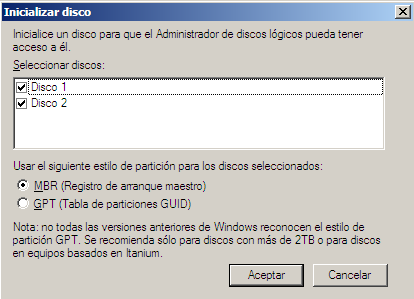 Inicializar disco
Inicialice un disco para que el Administrador de discos lógicos pueda tener
acceso a él.
Seleccionar discos:
Disco 1
Disco 2
Usar el siguiente estilo de partición para los discos seleccionados:
MBR (Registro de arranque maestro)
GPT (Tabla de particiones GUID)
Nota: no todas las versiones anteriores de Windows reconocen el estilo de
partición GPT. Se recomienda sólo para discos con más de 2TB o para discos
en equipos basados en Itanium.
Aceptar
Cancelar